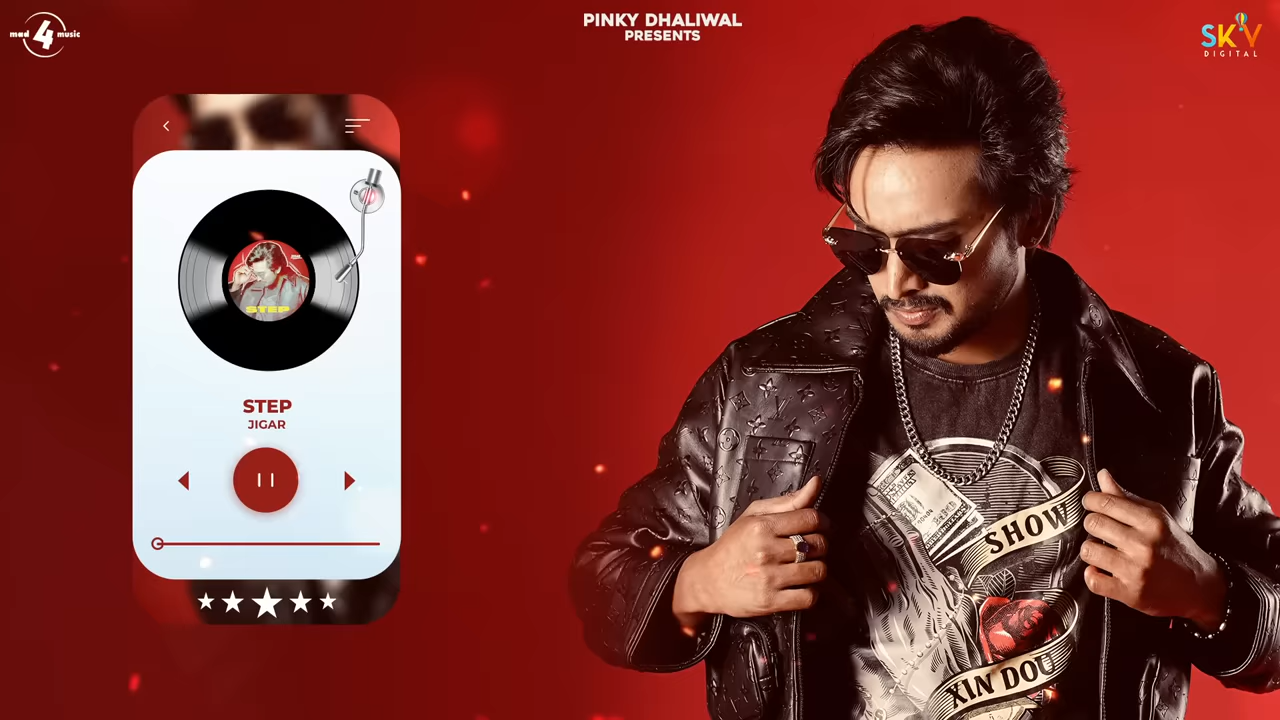 mad 4 music
PINKY DHALIWAL
PRESENTS
SKY
DIGITAL
STEP
STEP
JIGAR
SHOW
XIN DOU